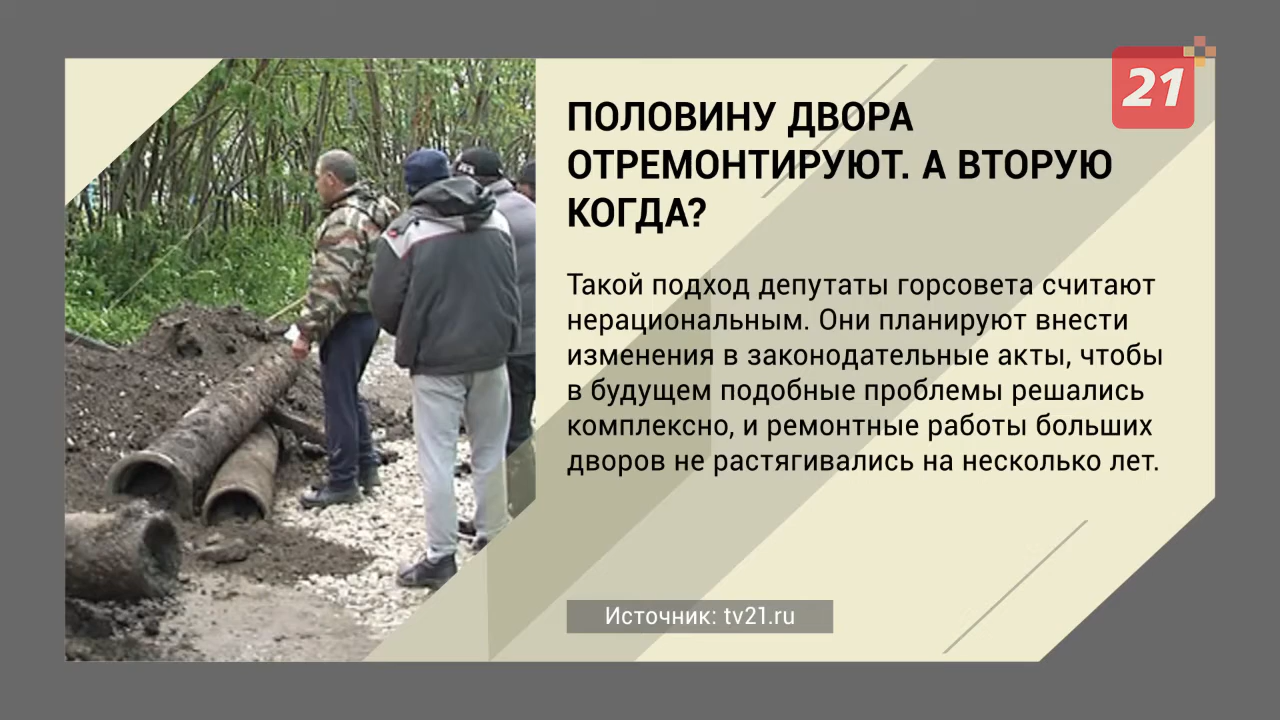 21
ПОЛОВИНУ ДВОРА
ОТРЕМОНТИРУЮТ. А ВТОРУЮ
КОГДА?
Такой подход депутаты горсовета считают
нерациональным. Они планируют внести
изменения в законодательные акты, чтобы
в будущем подобные проблемы решались
комплексно, и ремонтные работы больших
дворов не растягивались на несколько лет.
Источник: tv21.ru